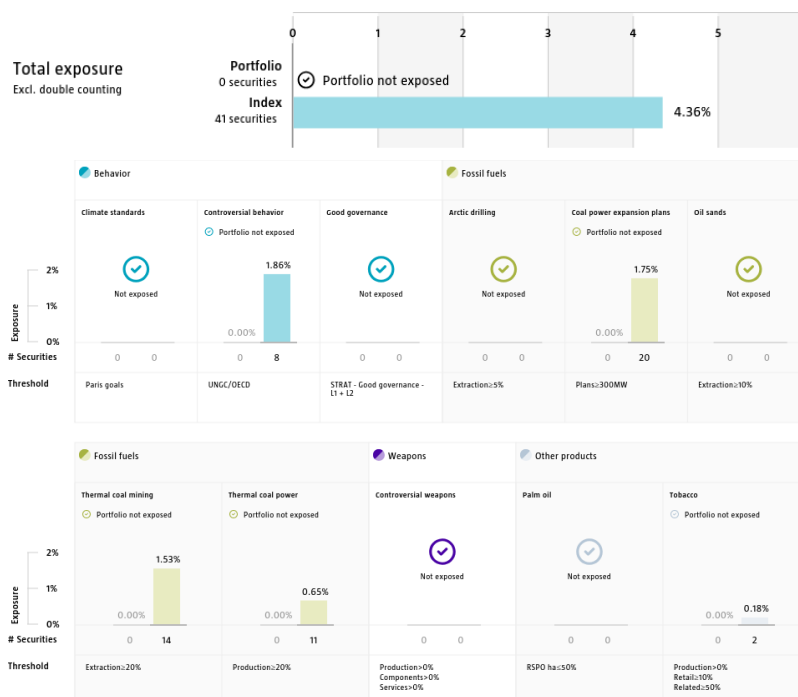 0 1 2 3 4 5
Total exposure
Excl. double counting
Portfolio
0 securities
Portfolio not exposed
Index
41 securities
4.36%
Behavior
Fossil fuels
Climate standards
Controversial behavior
Good governance
Arctic drilling
Coal power expansion plans
Oil sands
Portfolio not exposed
Portfolio not exposed
Exposure
2%
1%
0%
Not exposed
0.00%
1.86%
Not exposed
Not exposed
0.00%
1.75%
Not exposed
# Securities
0 0
0 8
0 0
0 0
0 20
0 0
Threshold
Paris goals
UNGC/OECD
STRAT - Good governance -
L1 + L2
Extraction≥5%
Plans≥300MW
Extraction≥10%
Fossil fuels
Weapons
Other products
Thermal coal mining
Thermal coal power
Controversial weapons
Palm oil
Tobacco
Portfolio not exposed
Portfolio not exposed
Portfolio not exposed
Exposure
2%
1%
0%
0.00%
1.53%
0.00%
0.65%
Not exposed
Not exposed
0.00%
0.18%
# Securities
0 14
0 11
0 0
0 0
0 2
Threshold
Extraction≥20%
Production≥20%
Production>0%
Components>0%
Services>0%
RSPO ha≤50%
Production>0%
Retail≥10%
Related≥50%